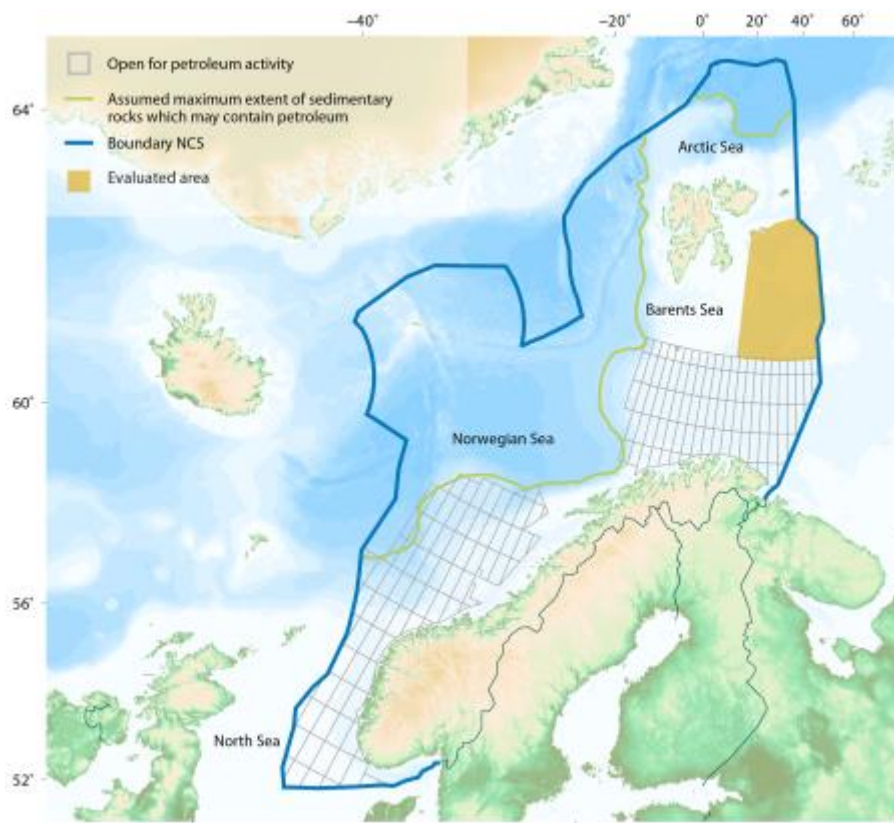 −40° −20° 0° 20° 40° 60°
Open for petroleum activity
Assumed maximum extent of sedimentary
rocks which may contain petroleum
Boundary NCS
Evaluated area
64°
Arctic Sea
Barents Sea
60°
Norwegian Sea
56°
North Sea
52°